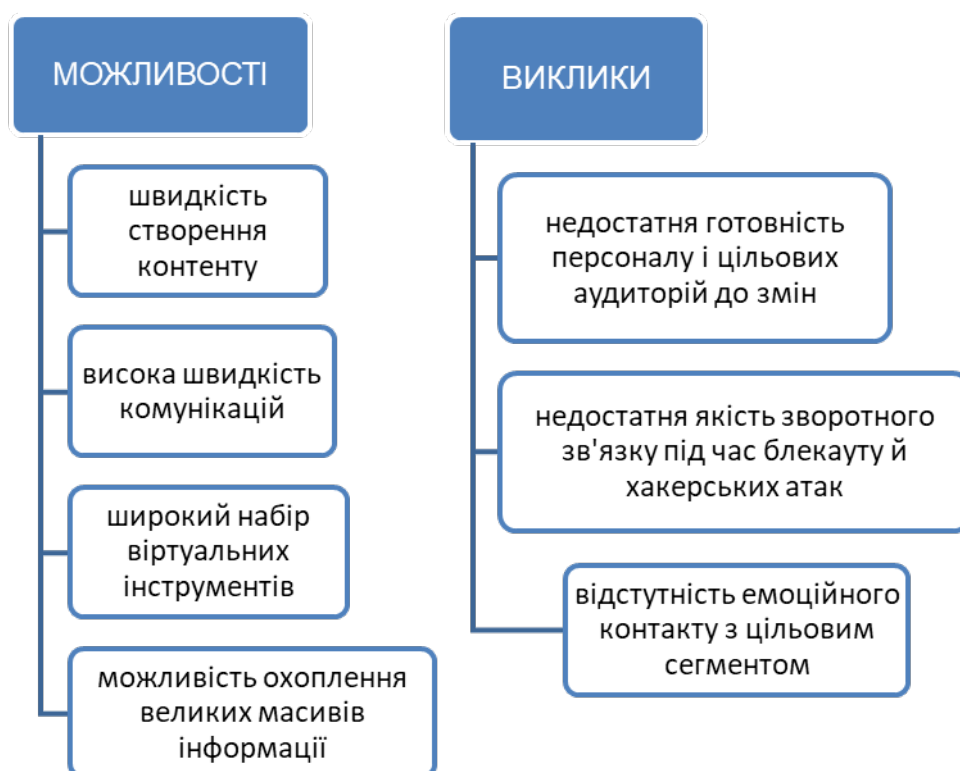 МОЖЛИВОСТІ
швидкість
створення
контенту
висока швидкість
комунікацій
широкий набір
віртуальних
інструментів
можливість охоплення
великих масивів
інформації
ВИКЛИКИ
недостатня готовність
персоналу і цільових
аудиторій до змін
недостатня якість зворотного
зв'язку під час блекауту й
хакерських атак
відстутність емоційного
контакту з цільовим
сегментом